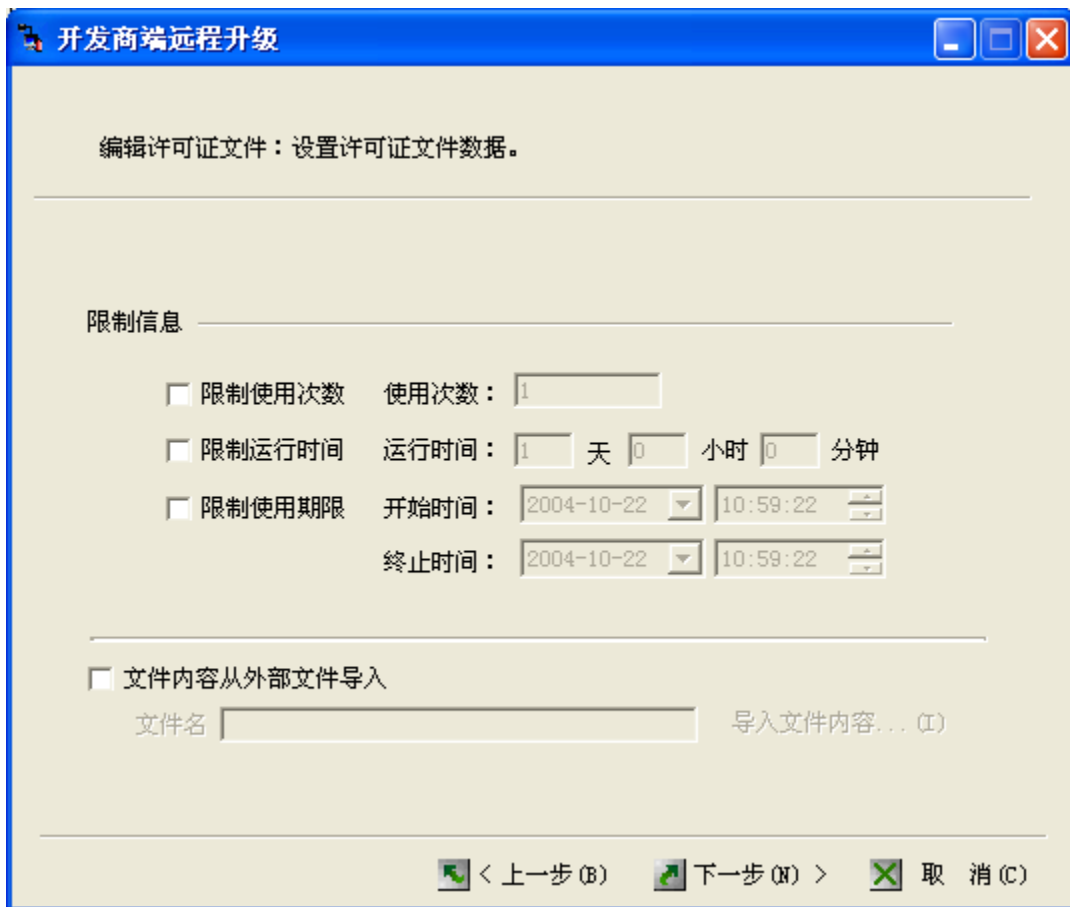 开发商端远程升级
编辑许可证文件：设置许可证文件数据。
限制信息
限制使用次数 使用次数： 1
限制运行时间 运行时间： 1 天 0 小时 0 分钟
限制使用期限 开始时间： 2004-10-22 10:59:22
终止时间： 2004-10-22 10:59:22
文件内容从外部文件导入
文件名 导入文件内容... (I)
< 上一步(B) 下一步(N) > 取 消(C)